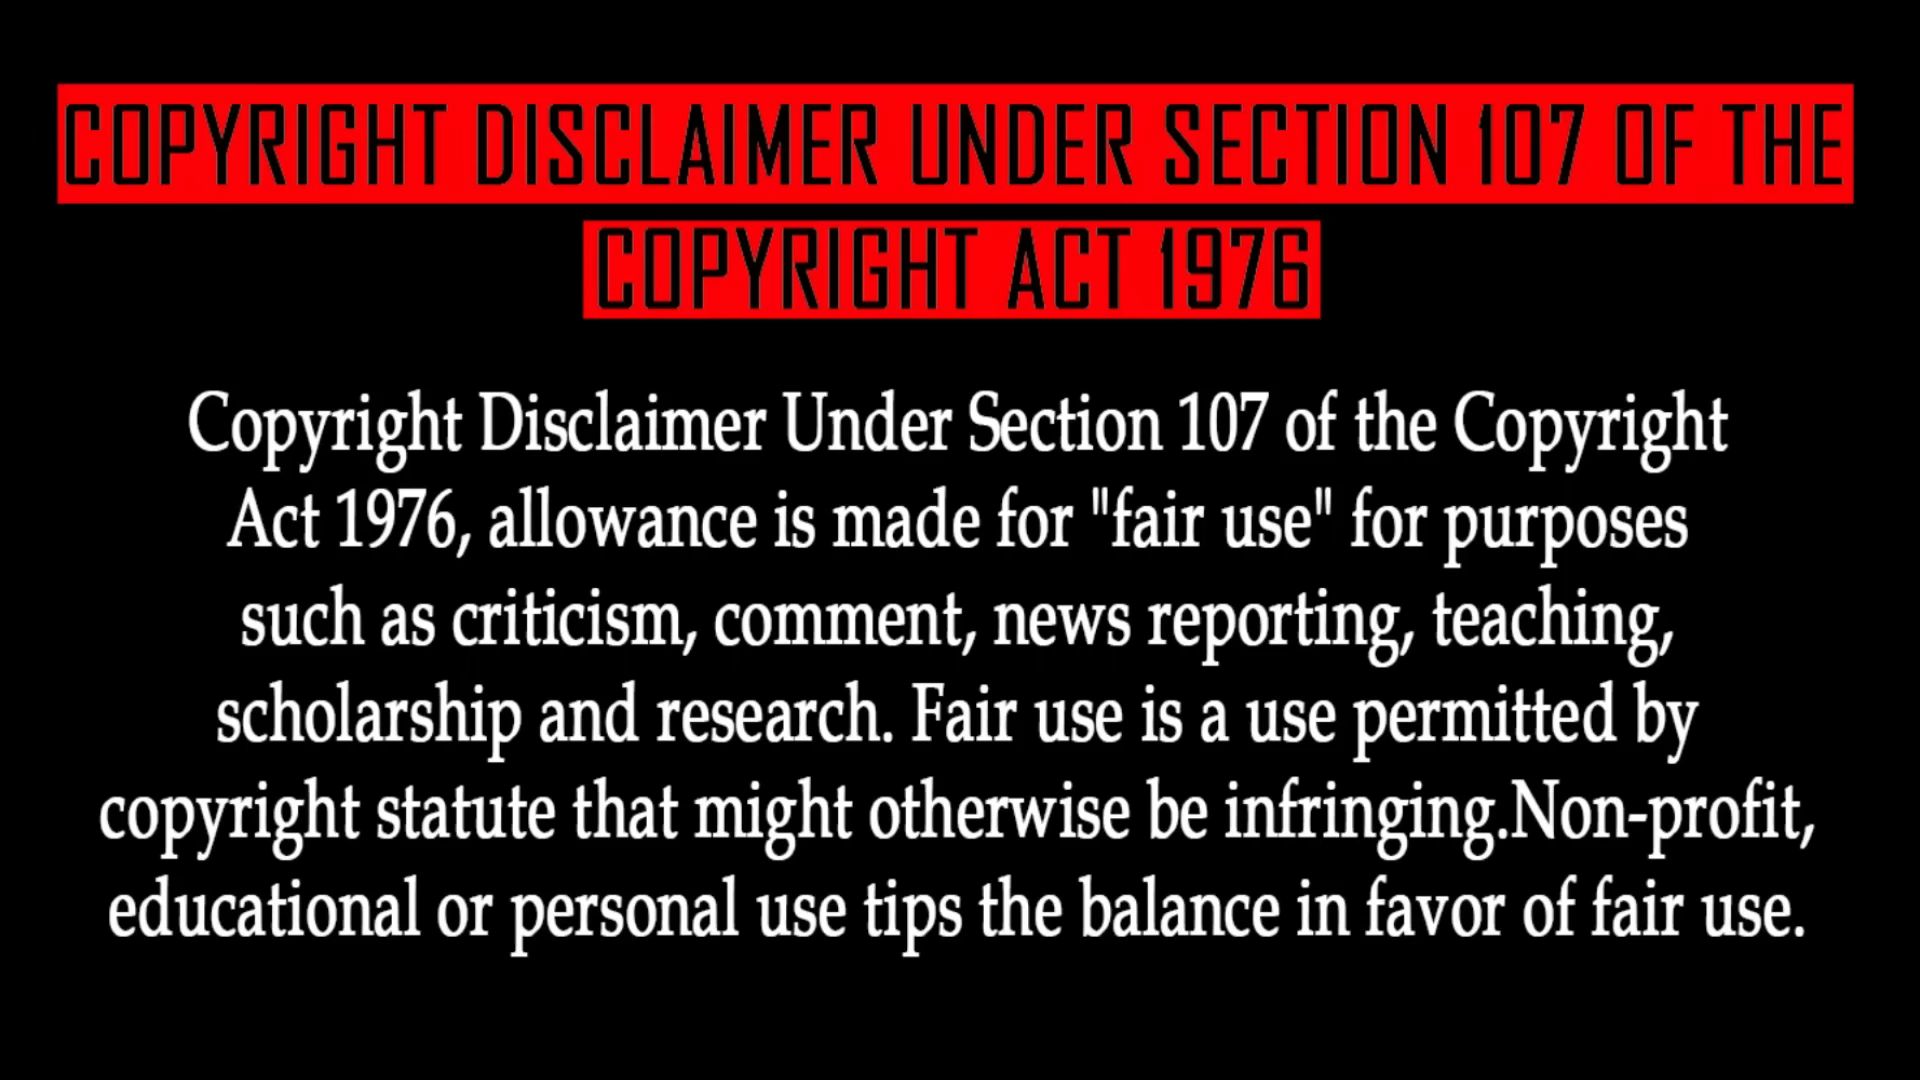 COPYRIGHT DISCLAIMER UNDER SECTION 107 OF THE
COPYRIGHT ACT 1976
Copyright Disclaimer Under Section 107 of the Copyright
Act 1976, allowance is made for "fair use" for purposes
such as criticism, comment, news reporting, teaching,
scholarship and research. Fair use is a use permitted by
copyright statute that might otherwise be infringing.Non-profit,
educational or personal use tips the balance in favor of fair use.